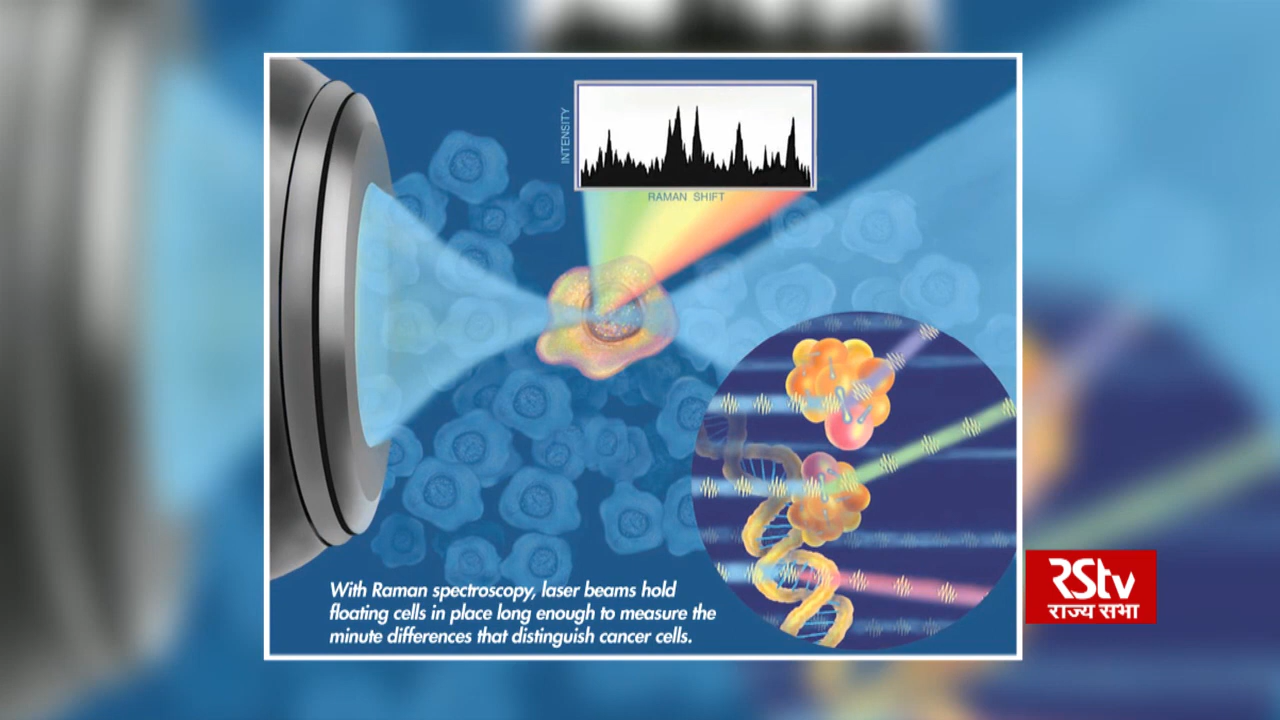 INTENSITY
RAMAN SHIFT
With Raman spectroscopy, laser beams hold
floating cells in place long enough to measure the
minute differences that distinguish cancer cells.
RStv
राज्य सभा